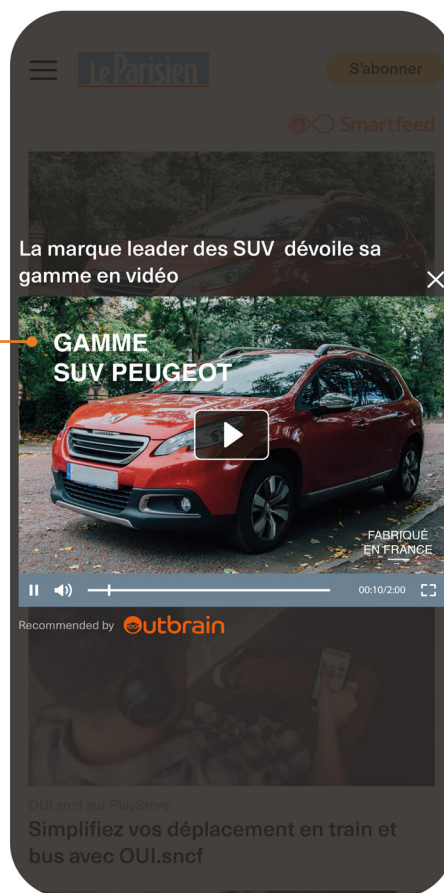 Le Parisien
S'abonner
Smartfeed
La marque leader des SUV dévoile sa
gamme en vidéo
GAMME
SUV PEUGEOT
FABRIQUÉ
EN FRANCE
00:10/2:00
Recommended by Outbrain
OUI.sncf sur PlayStore
Simplifiez vos déplacement en train et
bus avec OUI.sncf